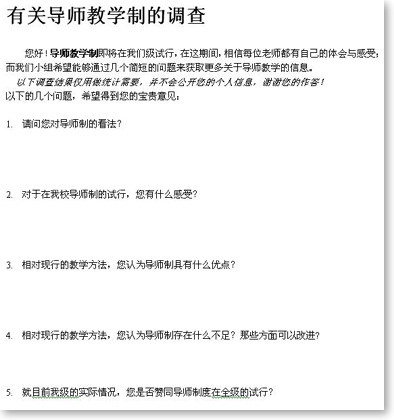 有关导师教学制的调查
您好！导师教学制即将在我们级试行，在这期间，相信每位老师都有自己的体会与感受；
而我们小组希望能够通过几个简短的问题来获取更多关于导师教学的信息。
以下调查结果仅用做统计需要，并不会公开您的个人信息，谢谢您的作答！
以下的几个问题，希望得到您的宝贵意见：
1. 请问您对导师制的看法？
2. 对于在我校导师制的试行，您有什么感受？
3. 相对现行的教学方法，您认为导师制具有什么优点？
4. 相对现行的教学方法，您认为导师制存在什么不足？那些方面可以改进？
5. 就目前我级的实际情况，您是否赞同导师制度在全级的试行？